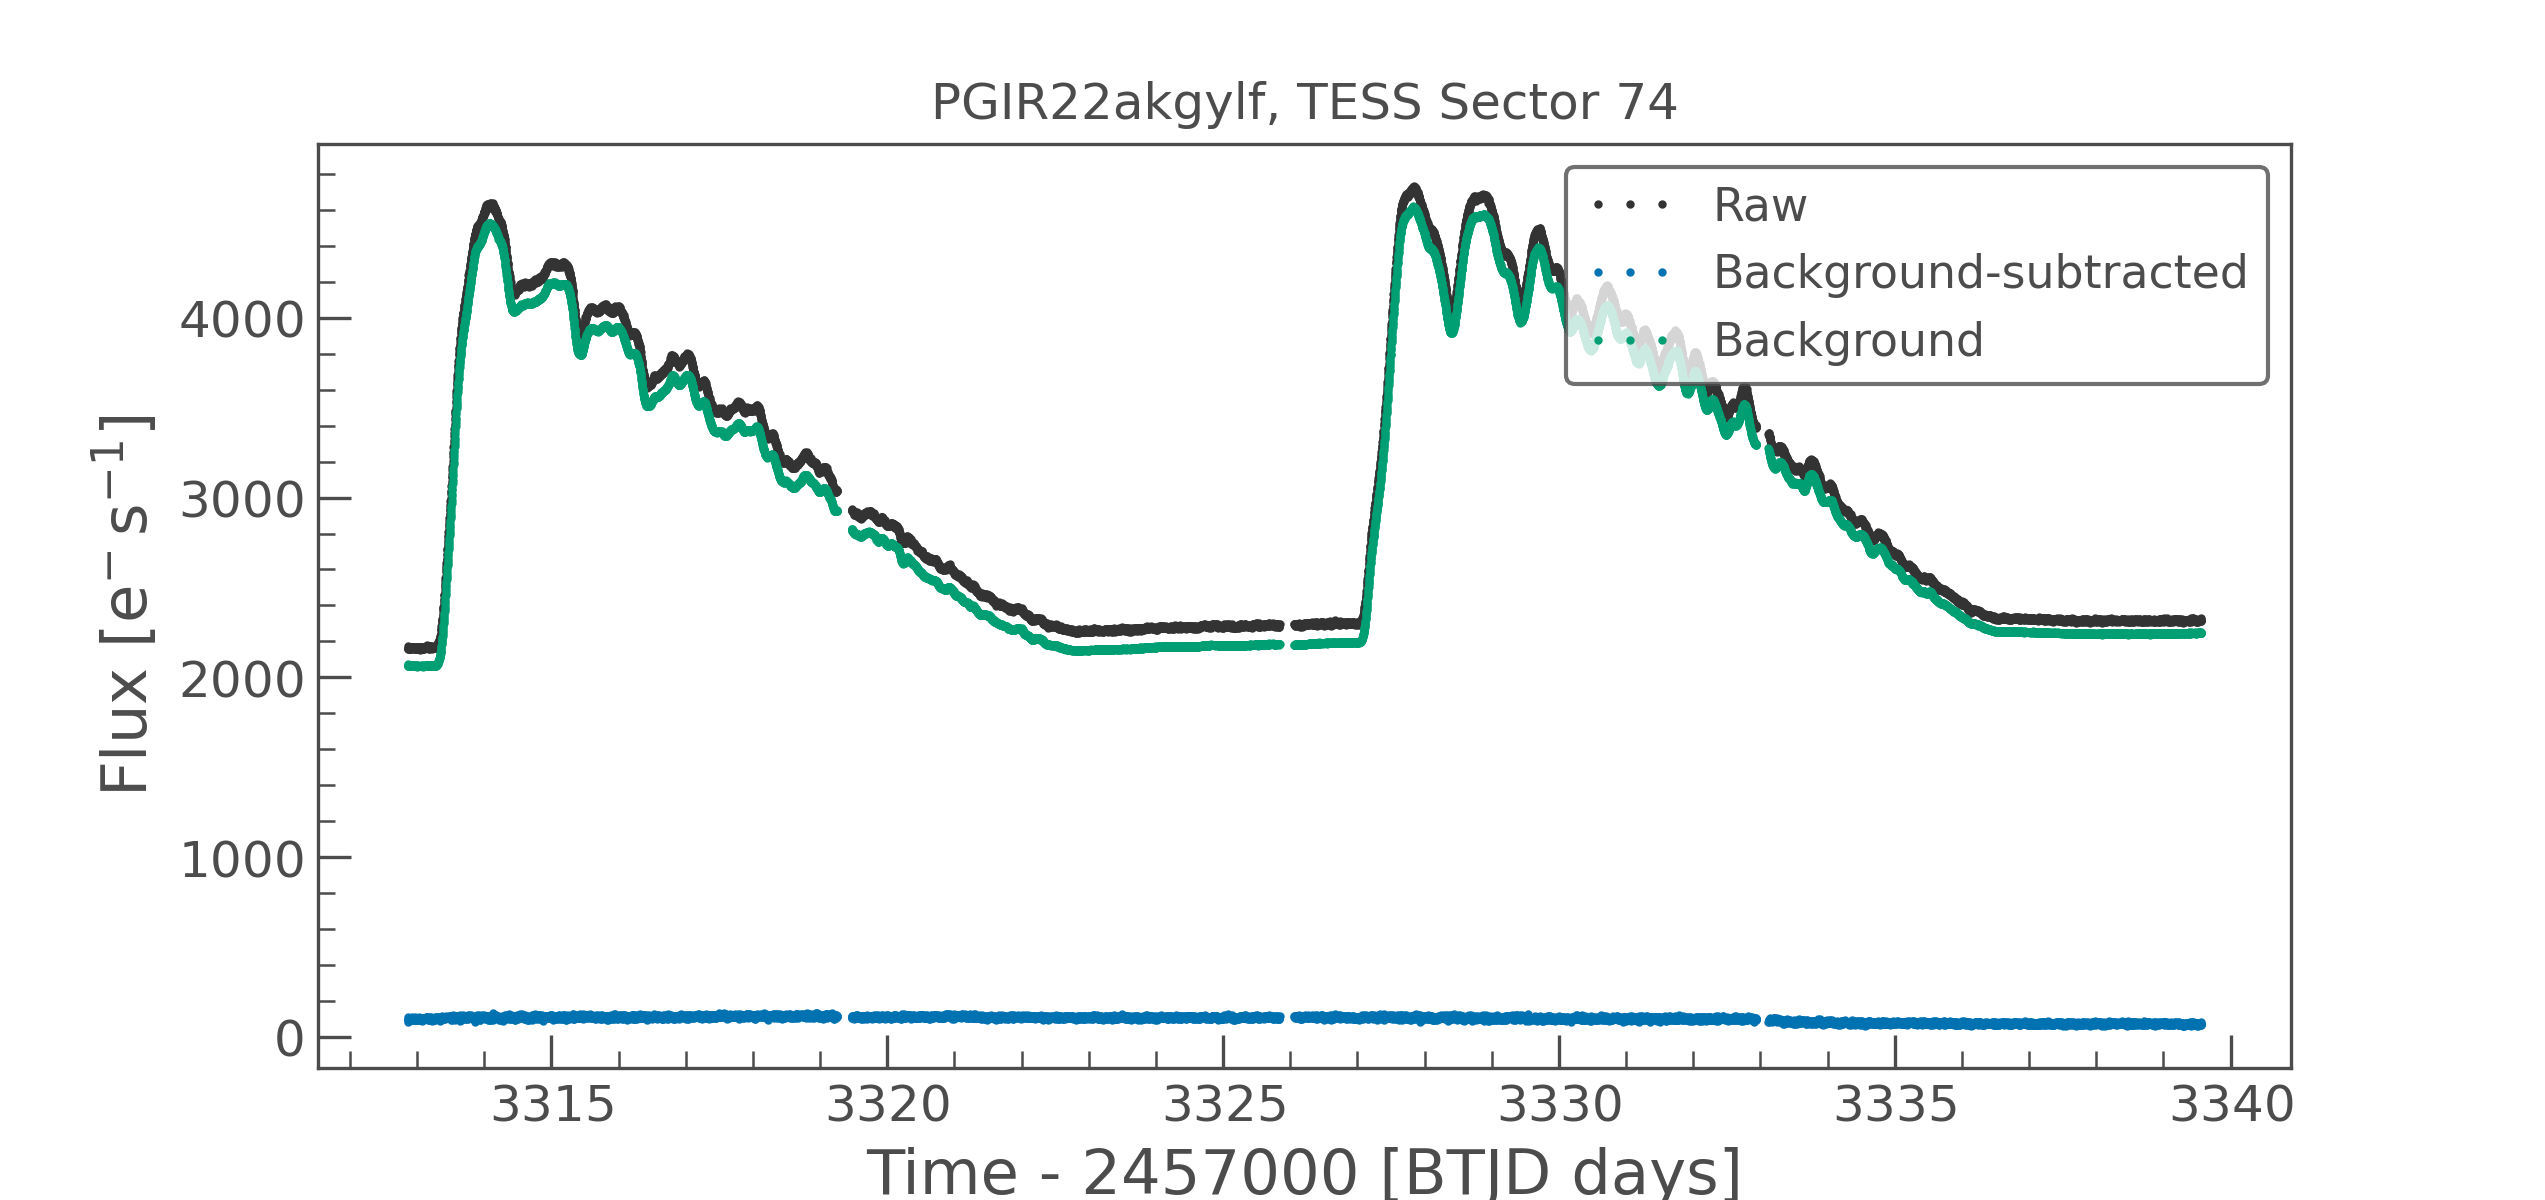 PGIR22akgylf, TESS Sector 74
Raw
Background-subtracted
Background
4000
3000
2000
1000
0
Flux [e⁻ s⁻¹]
3315 3320 3325 3330 3335 3340
Time - 2457000 [BTJD days]